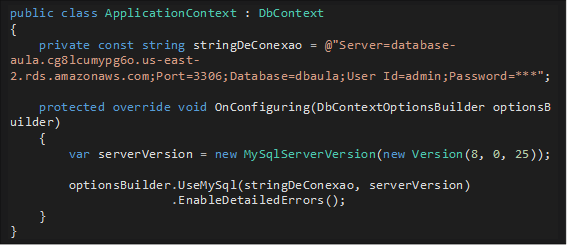 public class ApplicationContext : DbContext
{
    private const string stringDeConexao = @"Server=database-
aula.cg8lcumypg6o.us-east-
2.rds.amazonaws.com;Port=3306;Database=dbaula;User Id=admin;Password=***";

    protected override void OnConfiguring(DbContextOptionsBuilder optionsB
uilder)
    {
        var serverVersion = new MySqlServerVersion(new Version(8, 0, 25));

        optionsBuilder.UseMySql(stringDeConexao, serverVersion)
                      .EnableDetailedErrors();
    }
}